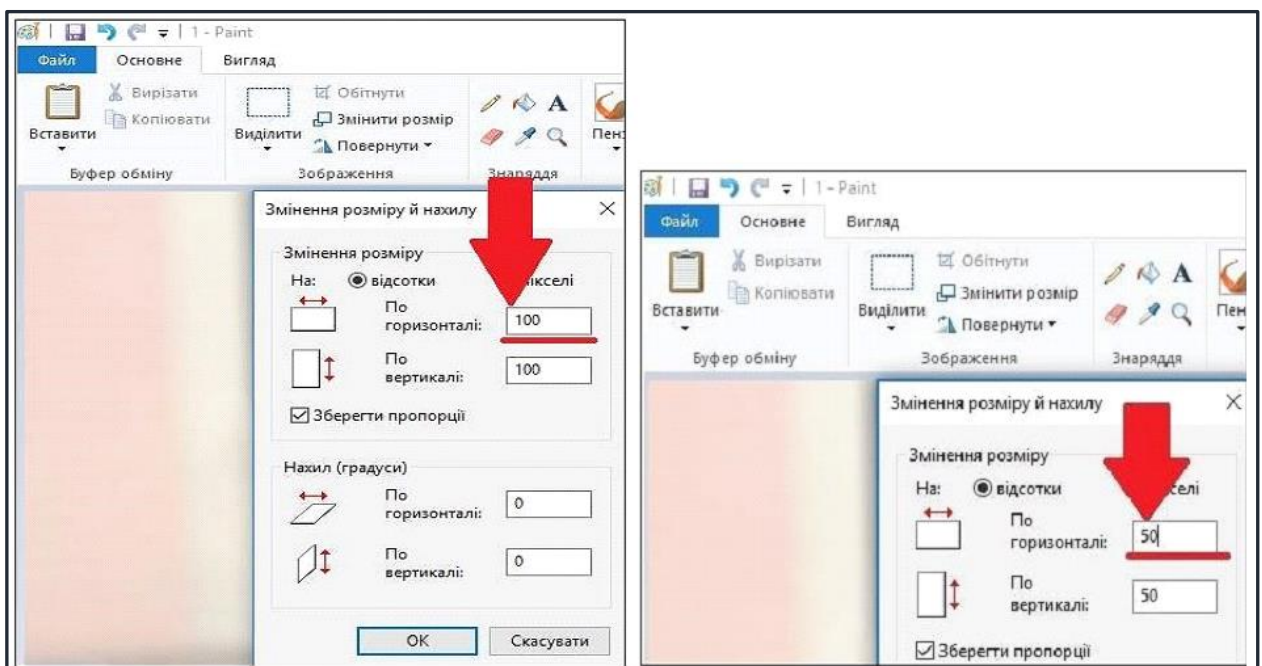 1 - Paint
Файл Основне Вигляд
Вирізати
Копіювати
Вставити
Буфер обміну
Виділити
Обітнути
Змінити розмір
Повернути
Зображення
A
Знаряддя
Змінення розміру й нахилу
Змінення розміру
На: відсотки
По
горизонталі: 100
По
вертикалі: 100
Зберегти пропорції
Нахил (градуси)
По
горизонталі: 0
По
вертикалі: 0
OK Скасувати
1 - Paint
Файл Основне Вигляд
Вирізати
Копіювати
Вставити
Буфер обміну
Виділити
Обітнути
Змінити розмір
Повернути
Зображення
A
Знаряддя
Змінення розміру й нахилу
Змінення розміру
На: відсотки
По
горизонталі: 50
По
вертикалі: 50
Зберегти пропорції